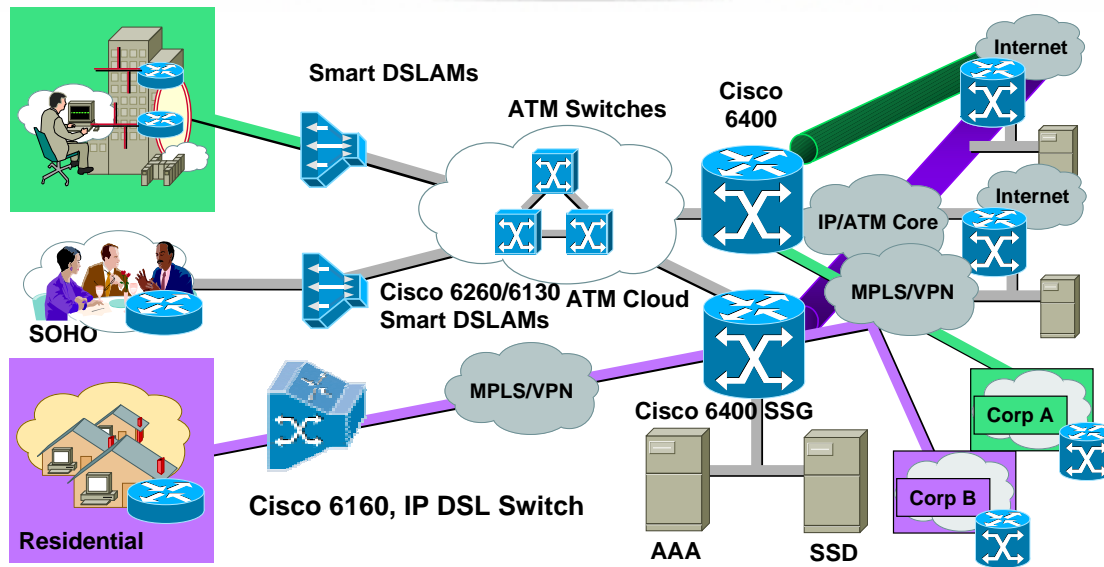 Smart DSLAMs
ATM Switches
Cisco
6400
Internet
Internet
IP/ATM Core
MPLS/VPN
SOHO
Cisco 6260/6130
Smart DSLAMs
ATM Cloud
MPLS/VPN
Cisco 6400 SSG
Corp A
Corp B
Residential
Cisco 6160, IP DSL Switch
AAA
SSD